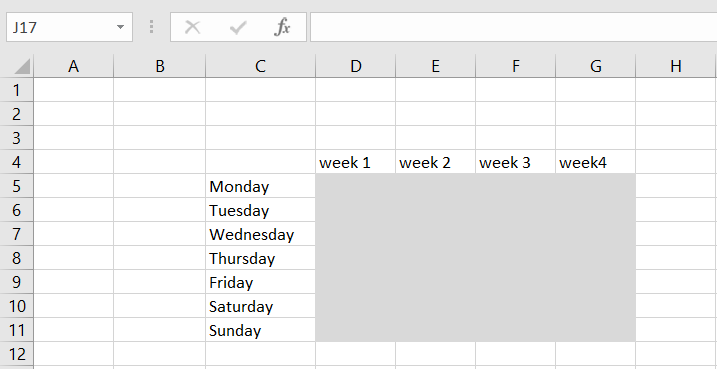 J17 fx
A B C D E F G H
1
2
3
4 week 1 week 2 week 3 week4
5 Monday
6 Tuesday
7 Wednesday
8 Thursday
9 Friday
10 Saturday
11 Sunday
12